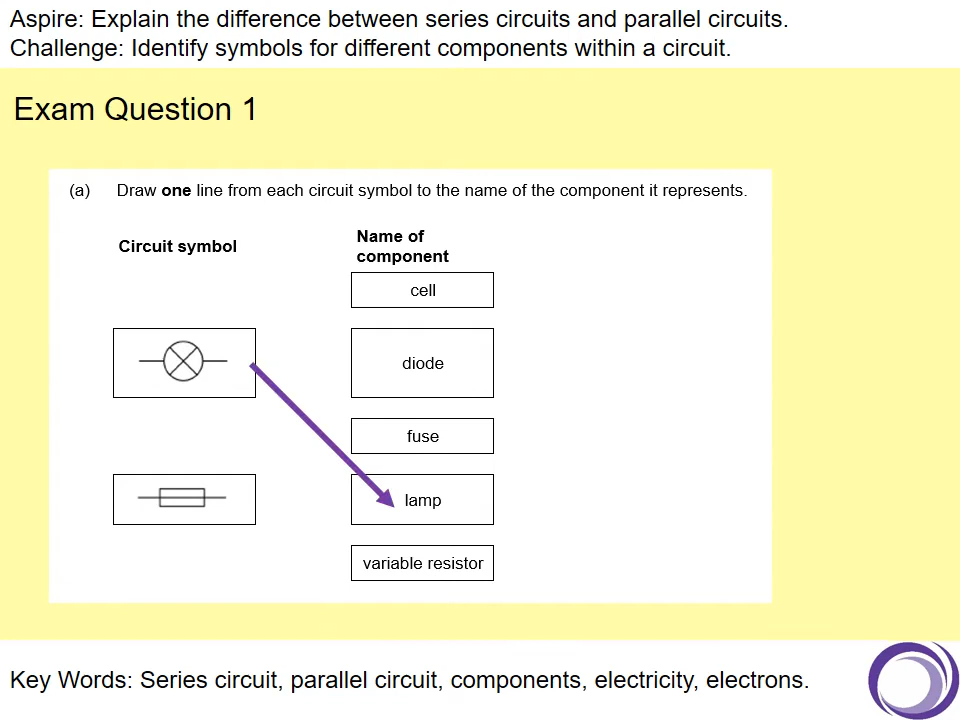 Aspire: Explain the difference between series circuits and parallel circuits.
Challenge: Identify symbols for different components within a circuit.
Exam Question 1
(a) Draw one line from each circuit symbol to the name of the component it represents.
Circuit symbol
Name of
component
cell
diode
fuse
lamp
variable resistor
Key Words: Series circuit, parallel circuit, components, electricity, electrons.